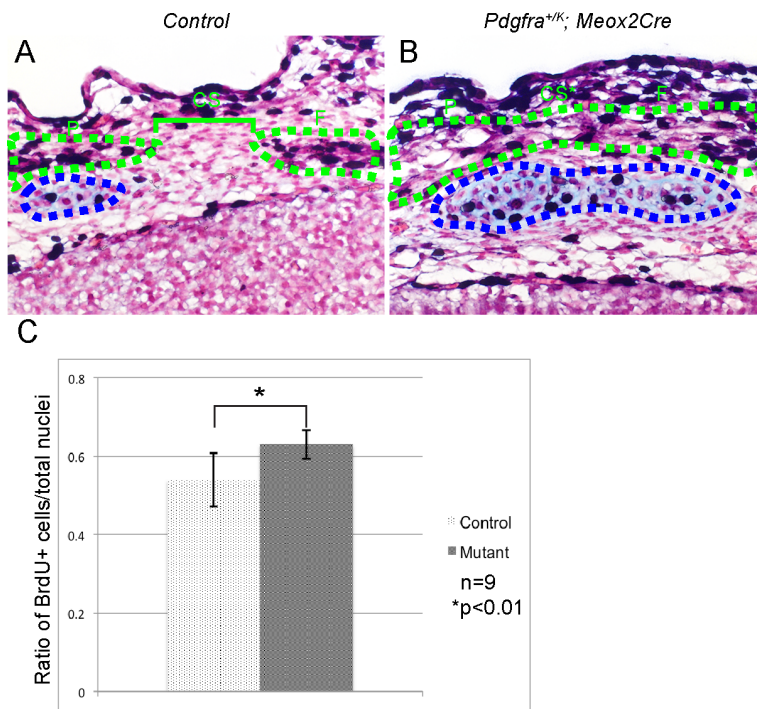 Control
Pdgfra+/K; Meox2Cre
A
B
CS
P
F
P
CS*
F
C
Ratio of BrdU+ cells/total nuclei
0.8
0.6
0.4
0.2
0
*
Control
Mutant
n=9
*p<0.01